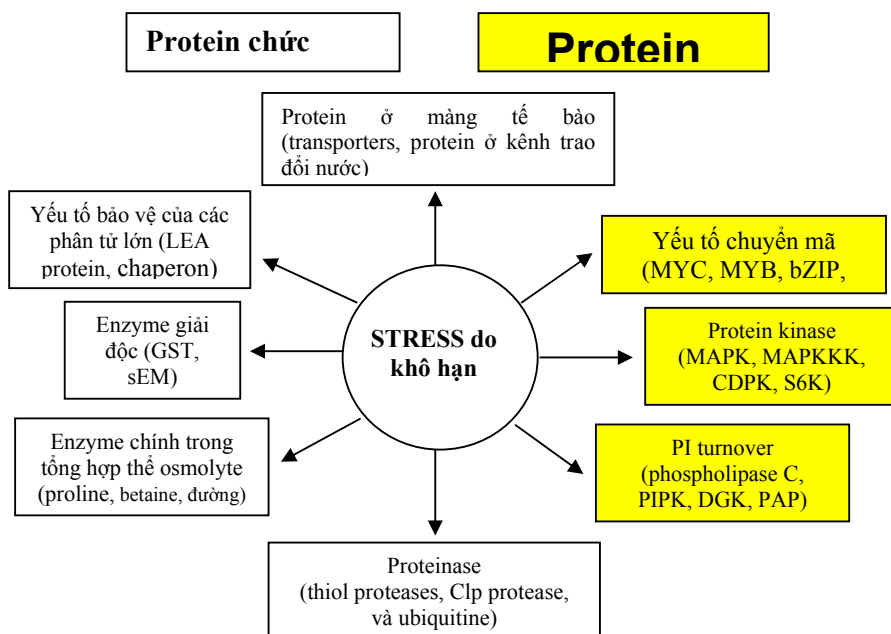 Protein chức
Protein
Protein ở màng tế bào
(transporters, protein ở kênh trao
đổi nước)
Yếu tố bảo vệ của các
phân tử lớn (LEA
protein, chaperon)
Yếu tố chuyển mã
(MYC, MYB, bZIP,
Enzyme giải
độc (GST,
sEM)
STRESS do
khô hạn
Protein kinase
(MAPK, MAPKKK,
CDPK, S6K)
Enzyme chính trong
tổng hợp thể osmolyte
(proline, betaine, đường)
PI turnover
(phospholipase C,
PIPK, DGK, PAP)
Proteinase
(thiol proteases, Clp protease,
và ubiquitine)